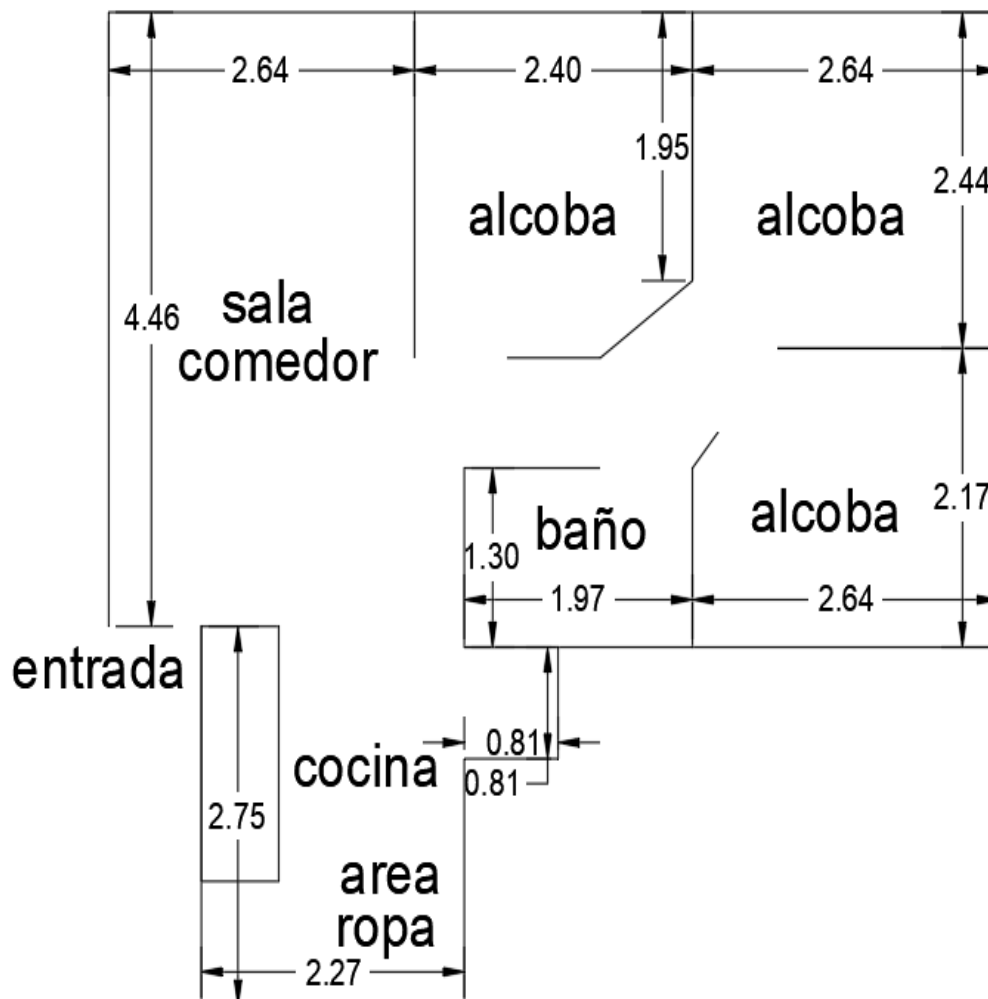 2.64
2.40
2.64
1.95
2.44
alcoba
alcoba
4.46
sala
comedor
2.17
baño
alcoba
1.30
1.97
2.64
entrada
0.81
cocina
0.81
2.75
area
ropa
2.27